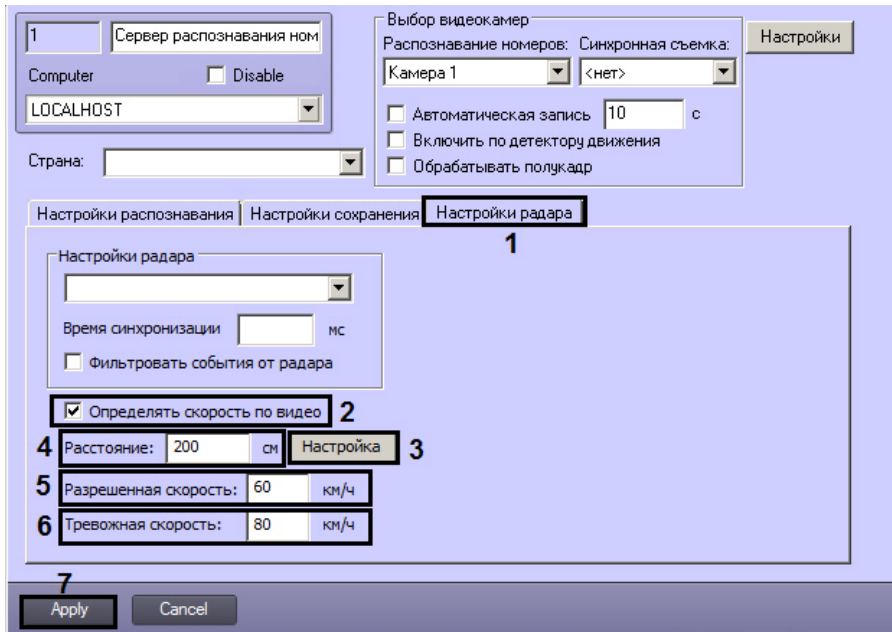 1 Сервер распознавания ном
Computer Disable
LOCALHOST
Страна:
Выбор видеокамер
Распознавание номеров: Синхронная съемка:
Камера 1 <нет>
Автоматическая запись 10 с
Включить по детектору движения
Обрабатывать полукадр
Настройки
Настройки распознавания Настройки сохранения Настройки радара
1
Настройки радара
Время синхронизации мс
Фильтровать события от радара
Определять скорость по видео 2
4 Расстояние: 200 см Настройка 3
5 Разрешенная скорость: 60 км/ч
6 Тревожная скорость: 80 км/ч
7
Apply Cancel